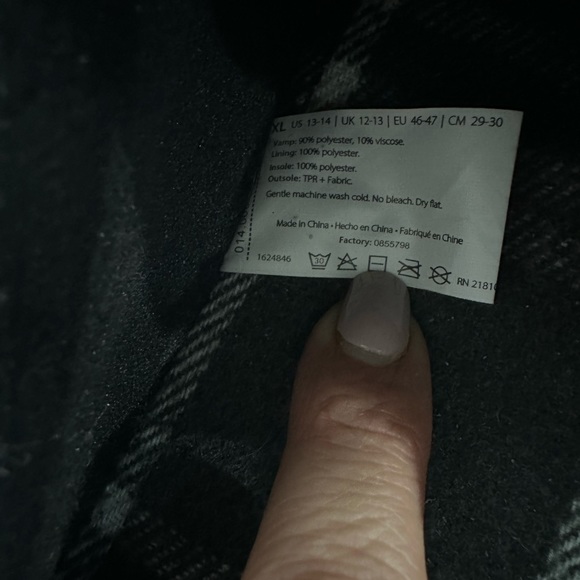 XL US 13-14 | UK 12-13 | EU 46-47 | CM 29-30
Vamp: 90% polyester, 10% viscose.
Lining: 100% polyester.
Insole: 100% polyester.
Outsole: TPR + Fabric.
Gentle machine wash cold. No bleach. Dry flat.
Made in China • Hecho en China • Fabriqué en Chine
Factory: 0855798
014
1624846 30 RN